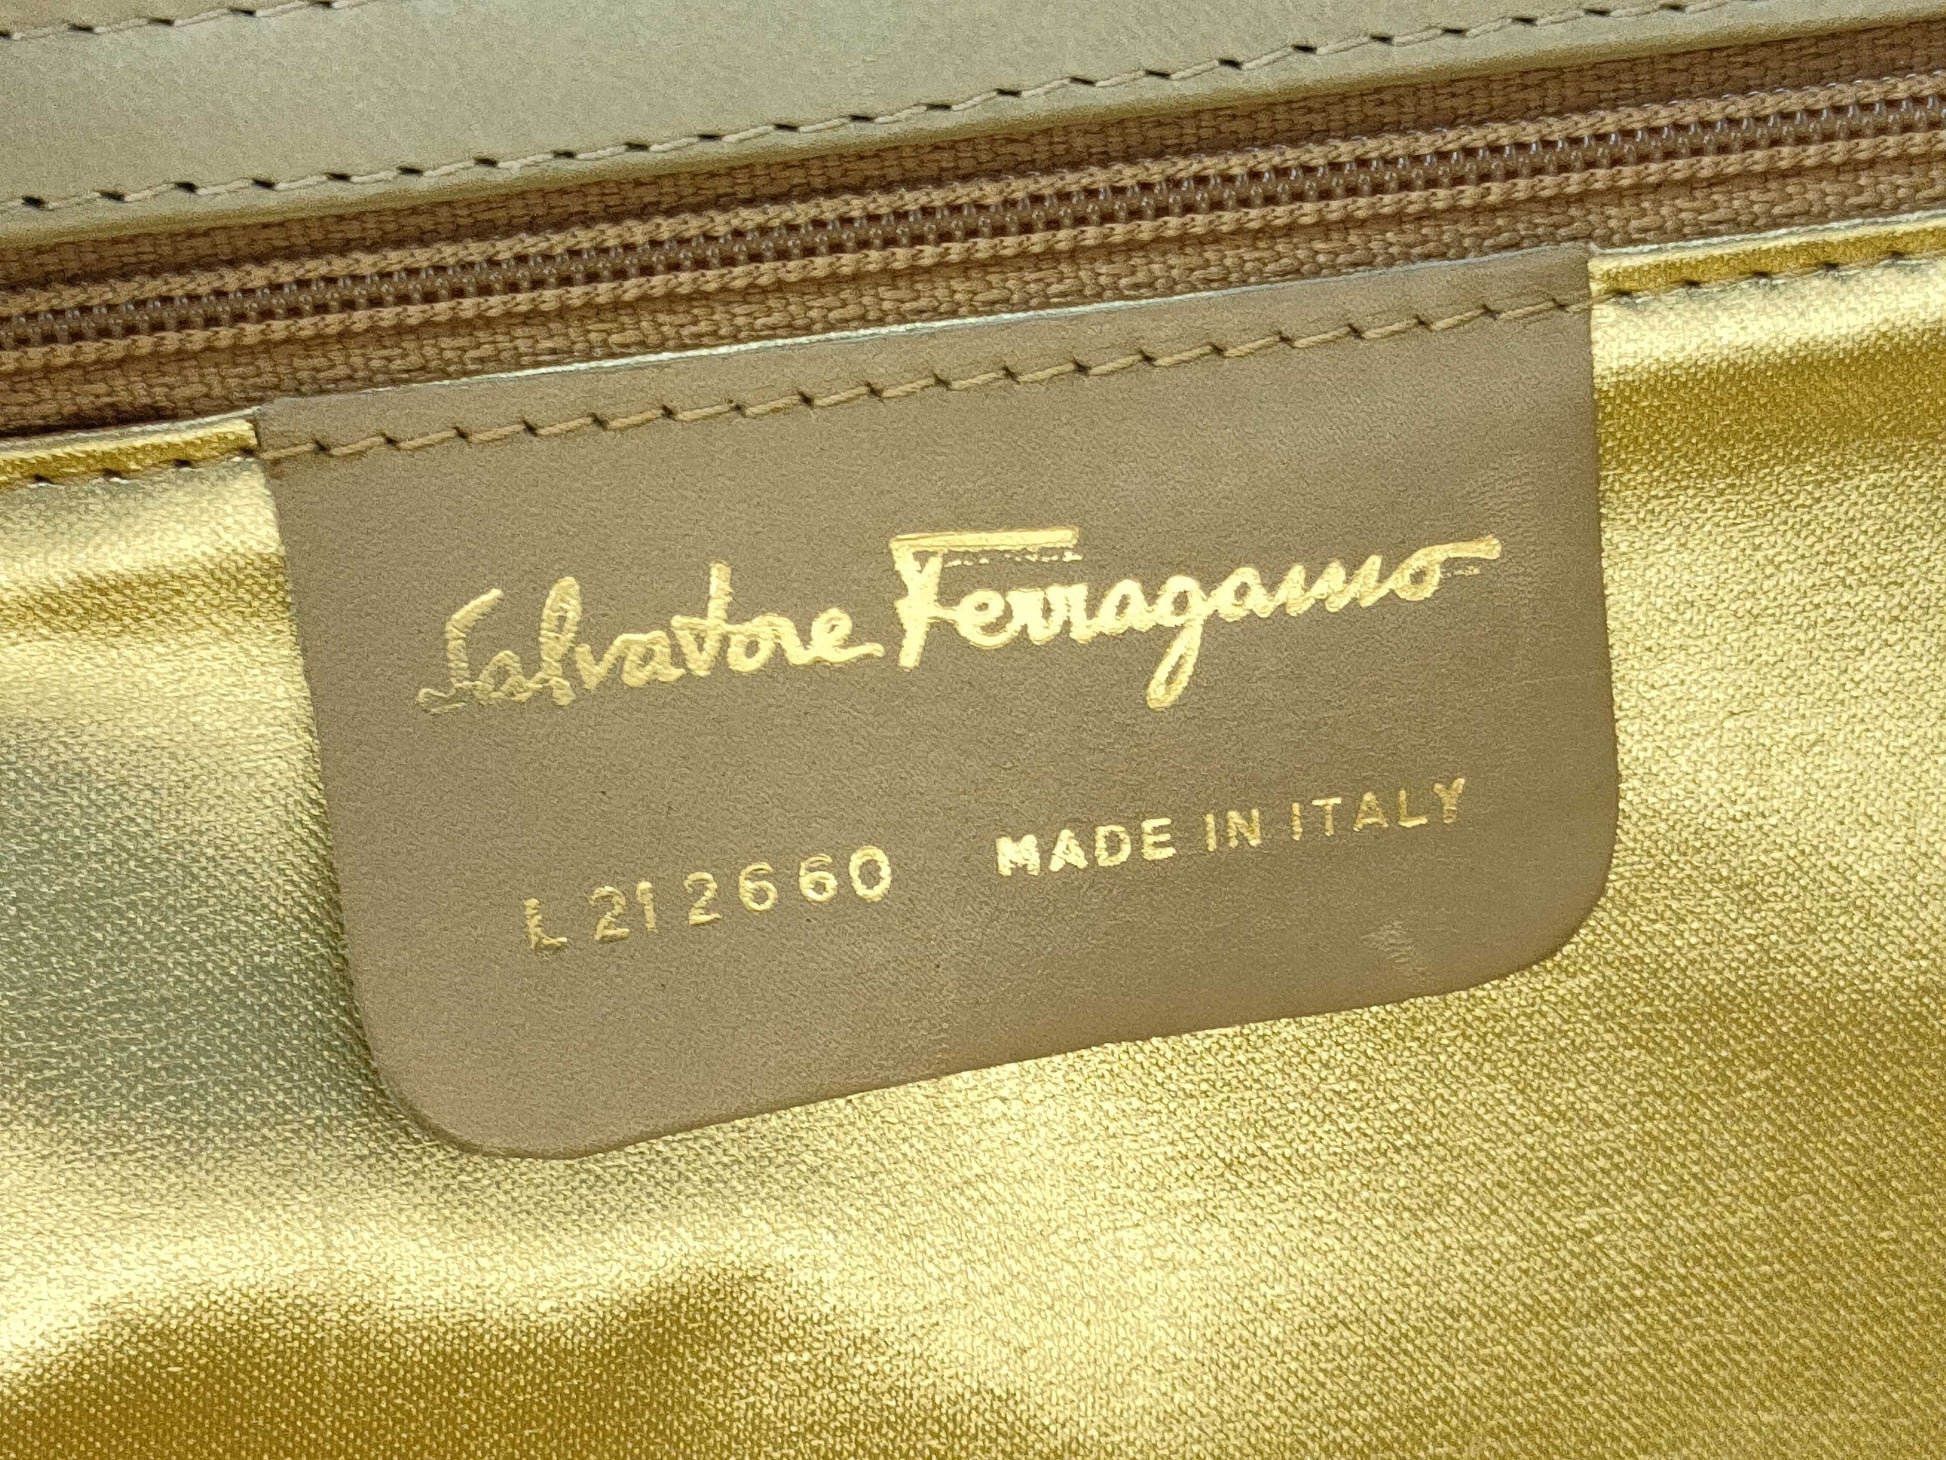 Salvatore Ferragamo
L 212660 MADE IN ITALY